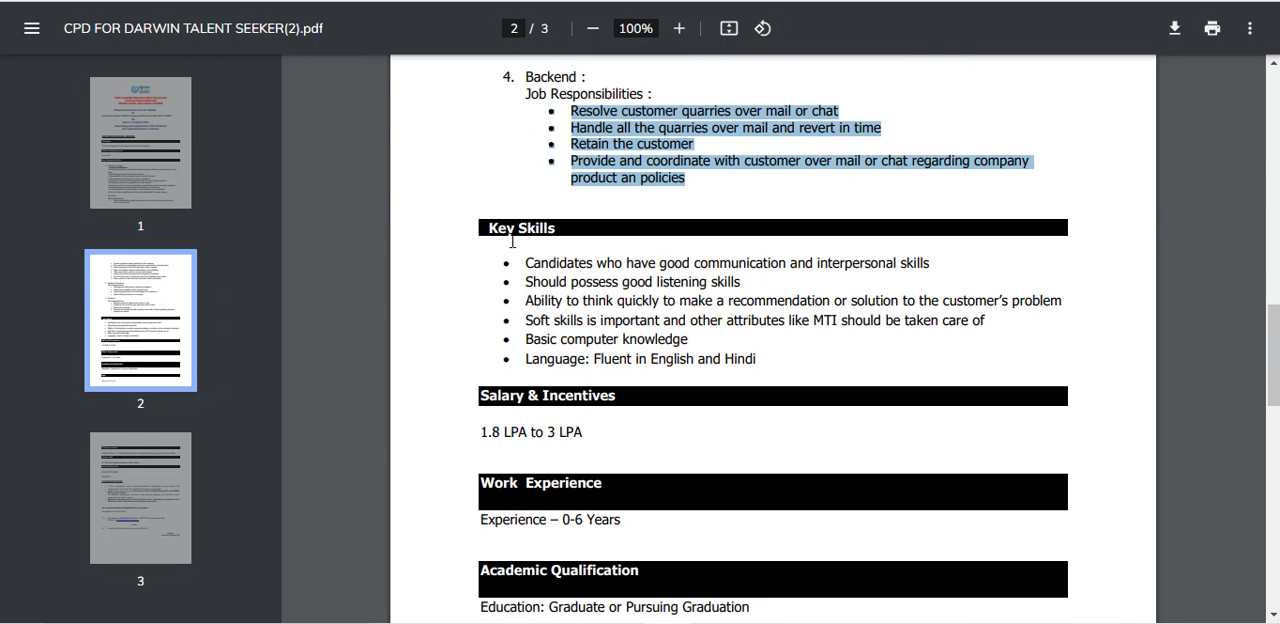 CPD FOR DARWIN TALENT SEEKER(2).pdf
2 / 3
100%
1
2
3
4. Backend :
Job Responsibilities :
• Resolve customer quarries over mail or chat
• Handle all the quarries over mail and revert in time
• Retain the customer
• Provide and coordinate with customer over mail or chat regarding company
product an policies
Key Skills
• Candidates who have good communication and interpersonal skills
• Should possess good listening skills
• Ability to think quickly to make a recommendation or solution to the customer’s problem
• Soft skills is important and other attributes like MTI should be taken care of
• Basic computer knowledge
• Language: Fluent in English and Hindi
Salary & Incentives
1.8 LPA to 3 LPA
Work Experience
Experience – 0-6 Years
Academic Qualification
Education: Graduate or Pursuing Graduation